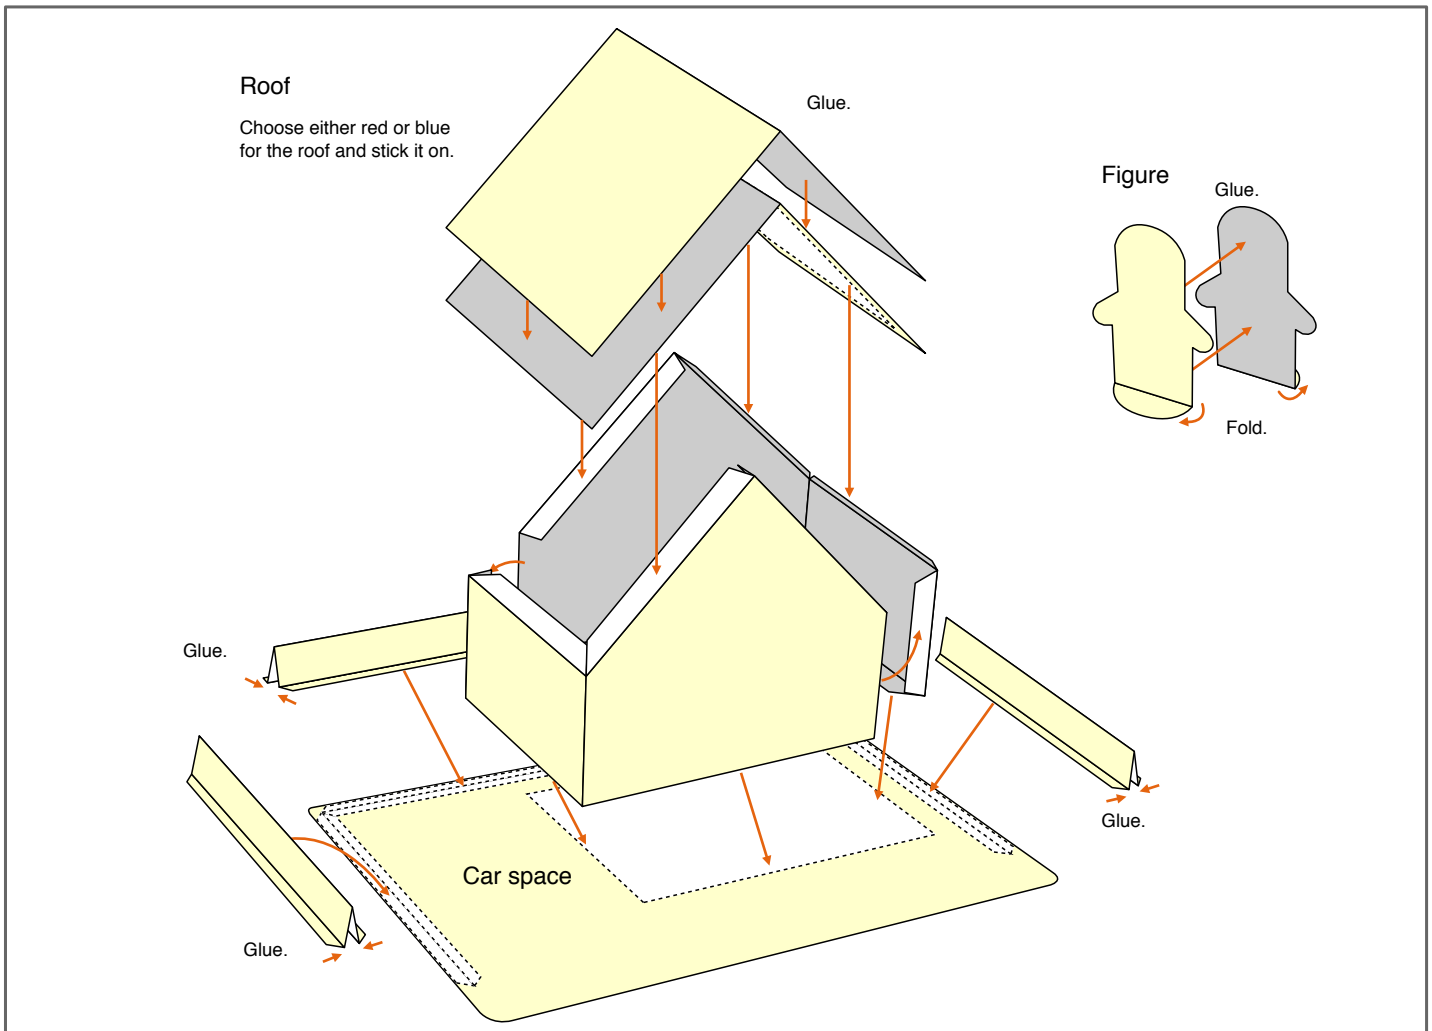 Roof
Choose either red or blue
for the roof and stick it on.
Glue.
Figure
Glue.
Fold.
Glue.
Glue.
Car space
Glue.